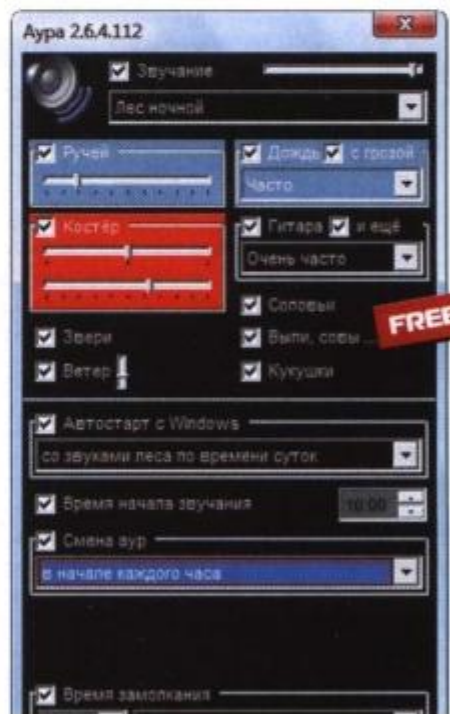 Аура 2.6.4.112
Звучание
Лес ночной
Ручей
Дождь с грозой
Часто
Костёр
Гитара и ещё
Очень часто
Соловьи
FREE
Звери
Выпи, совы ...
Ветер
Кукушки
Автостарт с Windows
со звуками леса по времени суток
Время начала звучания
10:00
Смена аур
в начале каждого часа
Время замолкания